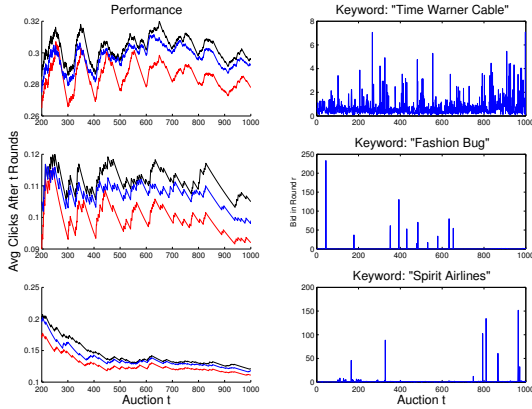 Performance
Keyword: "Time Warner Cable"
0.32
0.3
0.28
0.26
200 300 400 500 600 700 800 900 1000
8
6
4
2
0
0 200 400 600 800 1000
Keyword: "Fashion Bug"
Avg Clicks After t Rounds
0.12
0.11
0.1
0.09
200 300 400 500 600 700 800 900 1000
Bid in Round r
250
200
150
100
50
0
0 200 400 600 800 1000
Keyword: "Spirit Airlines"
0.25
0.2
0.15
0.1
200 300 400 500 600 700 800 900 1000
Auction t
200
150
100
50
0
0 200 400 600 800 1000
Auction t